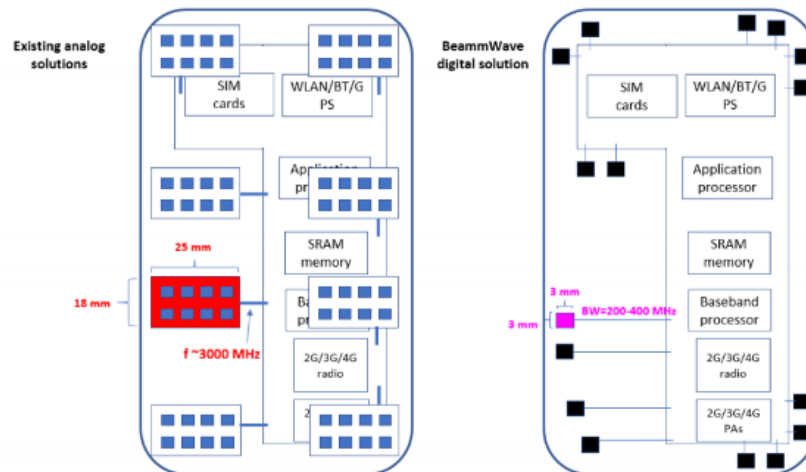 Existing analog
solutions
SIM
cards
WLAN/BT/G
PS
Application
SRAM
memory
25 mm
18 mm
f ~3000 MHz
2G/3G/4G
radio
BeammWave
digital solution
SIM
cards
WLAN/BT/G
PS
Application
processor
SRAM
memory
3 mm
3 mm
BW=200-400 MHz
Baseband
processor
2G/3G/4G
radio
2G/3G/4G
PAs